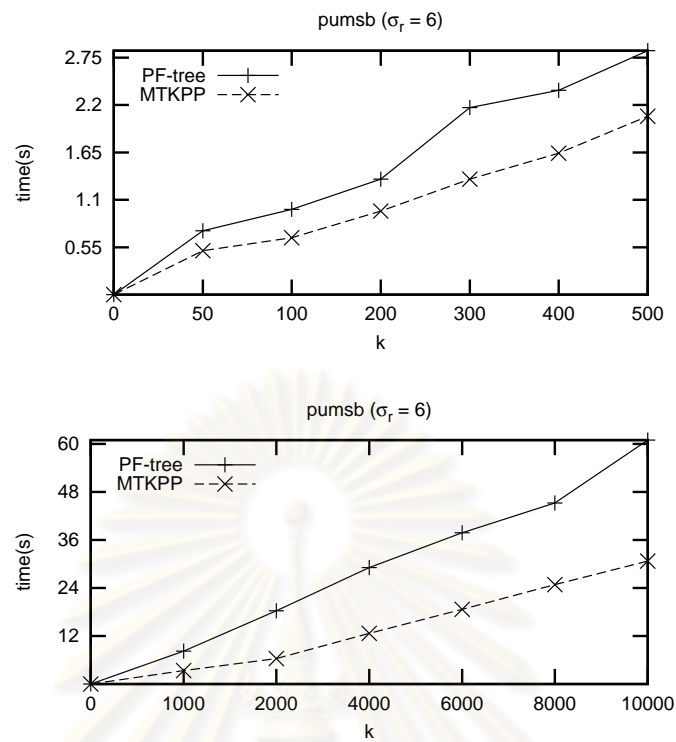 pumsb (σr = 6)
PF-tree
MTKPP
time(s)
2.75
2.2
1.65
1.1
0.55
0 50 100 200 300 400 500
k
pumsb (σr = 6)
PF-tree
MTKPP
time(s)
60
48
36
24
12
0 1000 2000 4000 6000 8000 10000
k